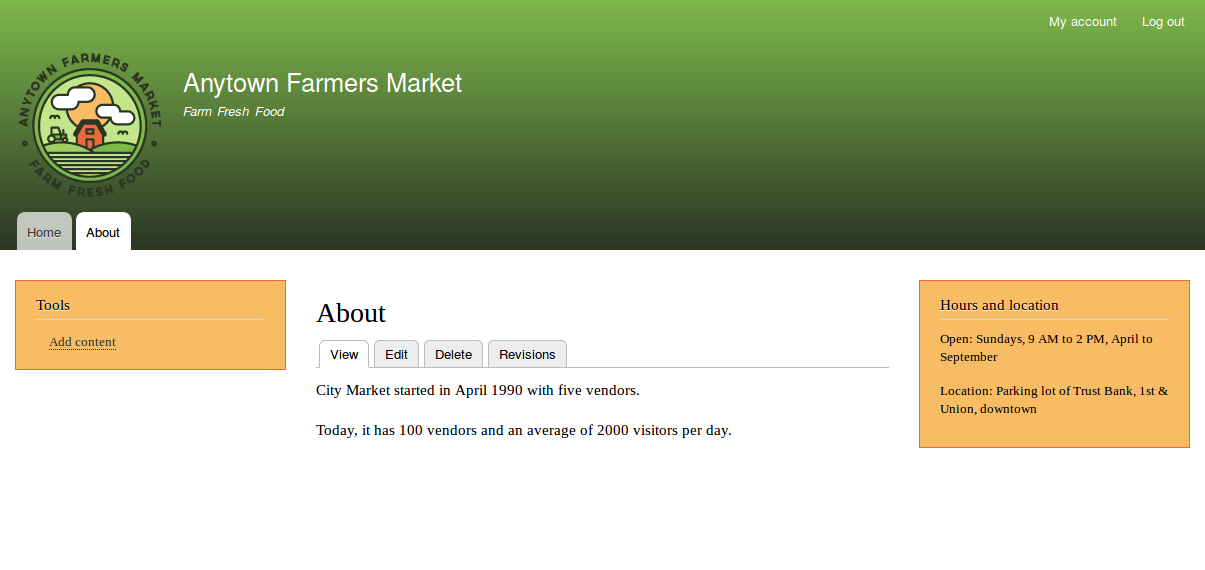 My account Log out
ANYTOWN FARMERS MARKET
FARM FRESH FOOD
Anytown Farmers Market
Farm Fresh Food
Home About
Tools
Add content
About
View Edit Delete Revisions
City Market started in April 1990 with five vendors.
Today, it has 100 vendors and an average of 2000 visitors per day.
Hours and location
Open: Sundays, 9 AM to 2 PM, April to
September
Location: Parking lot of Trust Bank, 1st &
Union, downtown